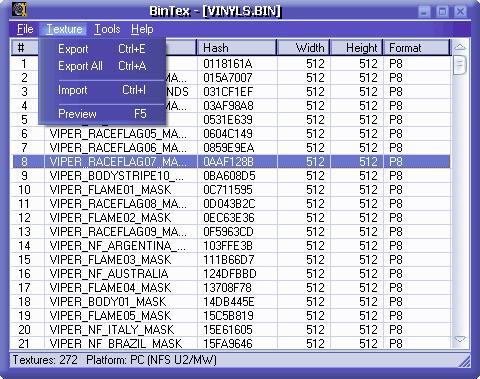 BinTex - [VINYLS.BIN]
File Texture Tools Help
# Hash Width Height Format
Export Ctrl+E
Export All Ctrl+A
Import Ctrl+I
Preview F5
1 0118161A 512 512 P8
2 MA... 015A7007 512 512 P8
3 NDS 031CF1EF 512 512 P8
4 MA... 03AF98A8 512 512 P8
5 0531E639 512 512 P8
6 VIPER_RACEFLAG05_MA... 0604C149 512 512 P8
7 VIPER_RACEFLAG06_MA... 0859E9EA 512 512 P8
8 VIPER_RACEFLAG07_MA... 0AAF128B 512 512 P8
9 VIPER_BODYSTRIPE10_... 0BA608D5 512 512 P8
10 VIPER_FLAME01_MASK 0C711595 512 512 P8
11 VIPER_RACEFLAG08_MA... 0D043B2C 512 512 P8
12 VIPER_FLAME02_MASK 0EC63E36 512 512 P8
13 VIPER_RACEFLAG09_MA... 0F5963CD 512 512 P8
14 VIPER_NF_ARGENTINA_... 103FFE3B 512 512 P8
15 VIPER_FLAME03_MASK 111B66D7 512 512 P8
16 VIPER_NF_AUSTRALIA 124DFBBD 512 512 P8
17 VIPER_FLAME04_MASK 13708F78 512 512 P8
18 VIPER_BODY01_MASK 14DB445E 512 512 P8
19 VIPER_FLAME05_MASK 15C5B819 512 512 P8
20 VIPER_NF_ITALY_MASK 15E61605 512 512 P8
21 VIPER_NF_BRAZIL_MASK 15FA9646 512 512 P8
Textures: 272 Platform: PC (NFS U2/MW)